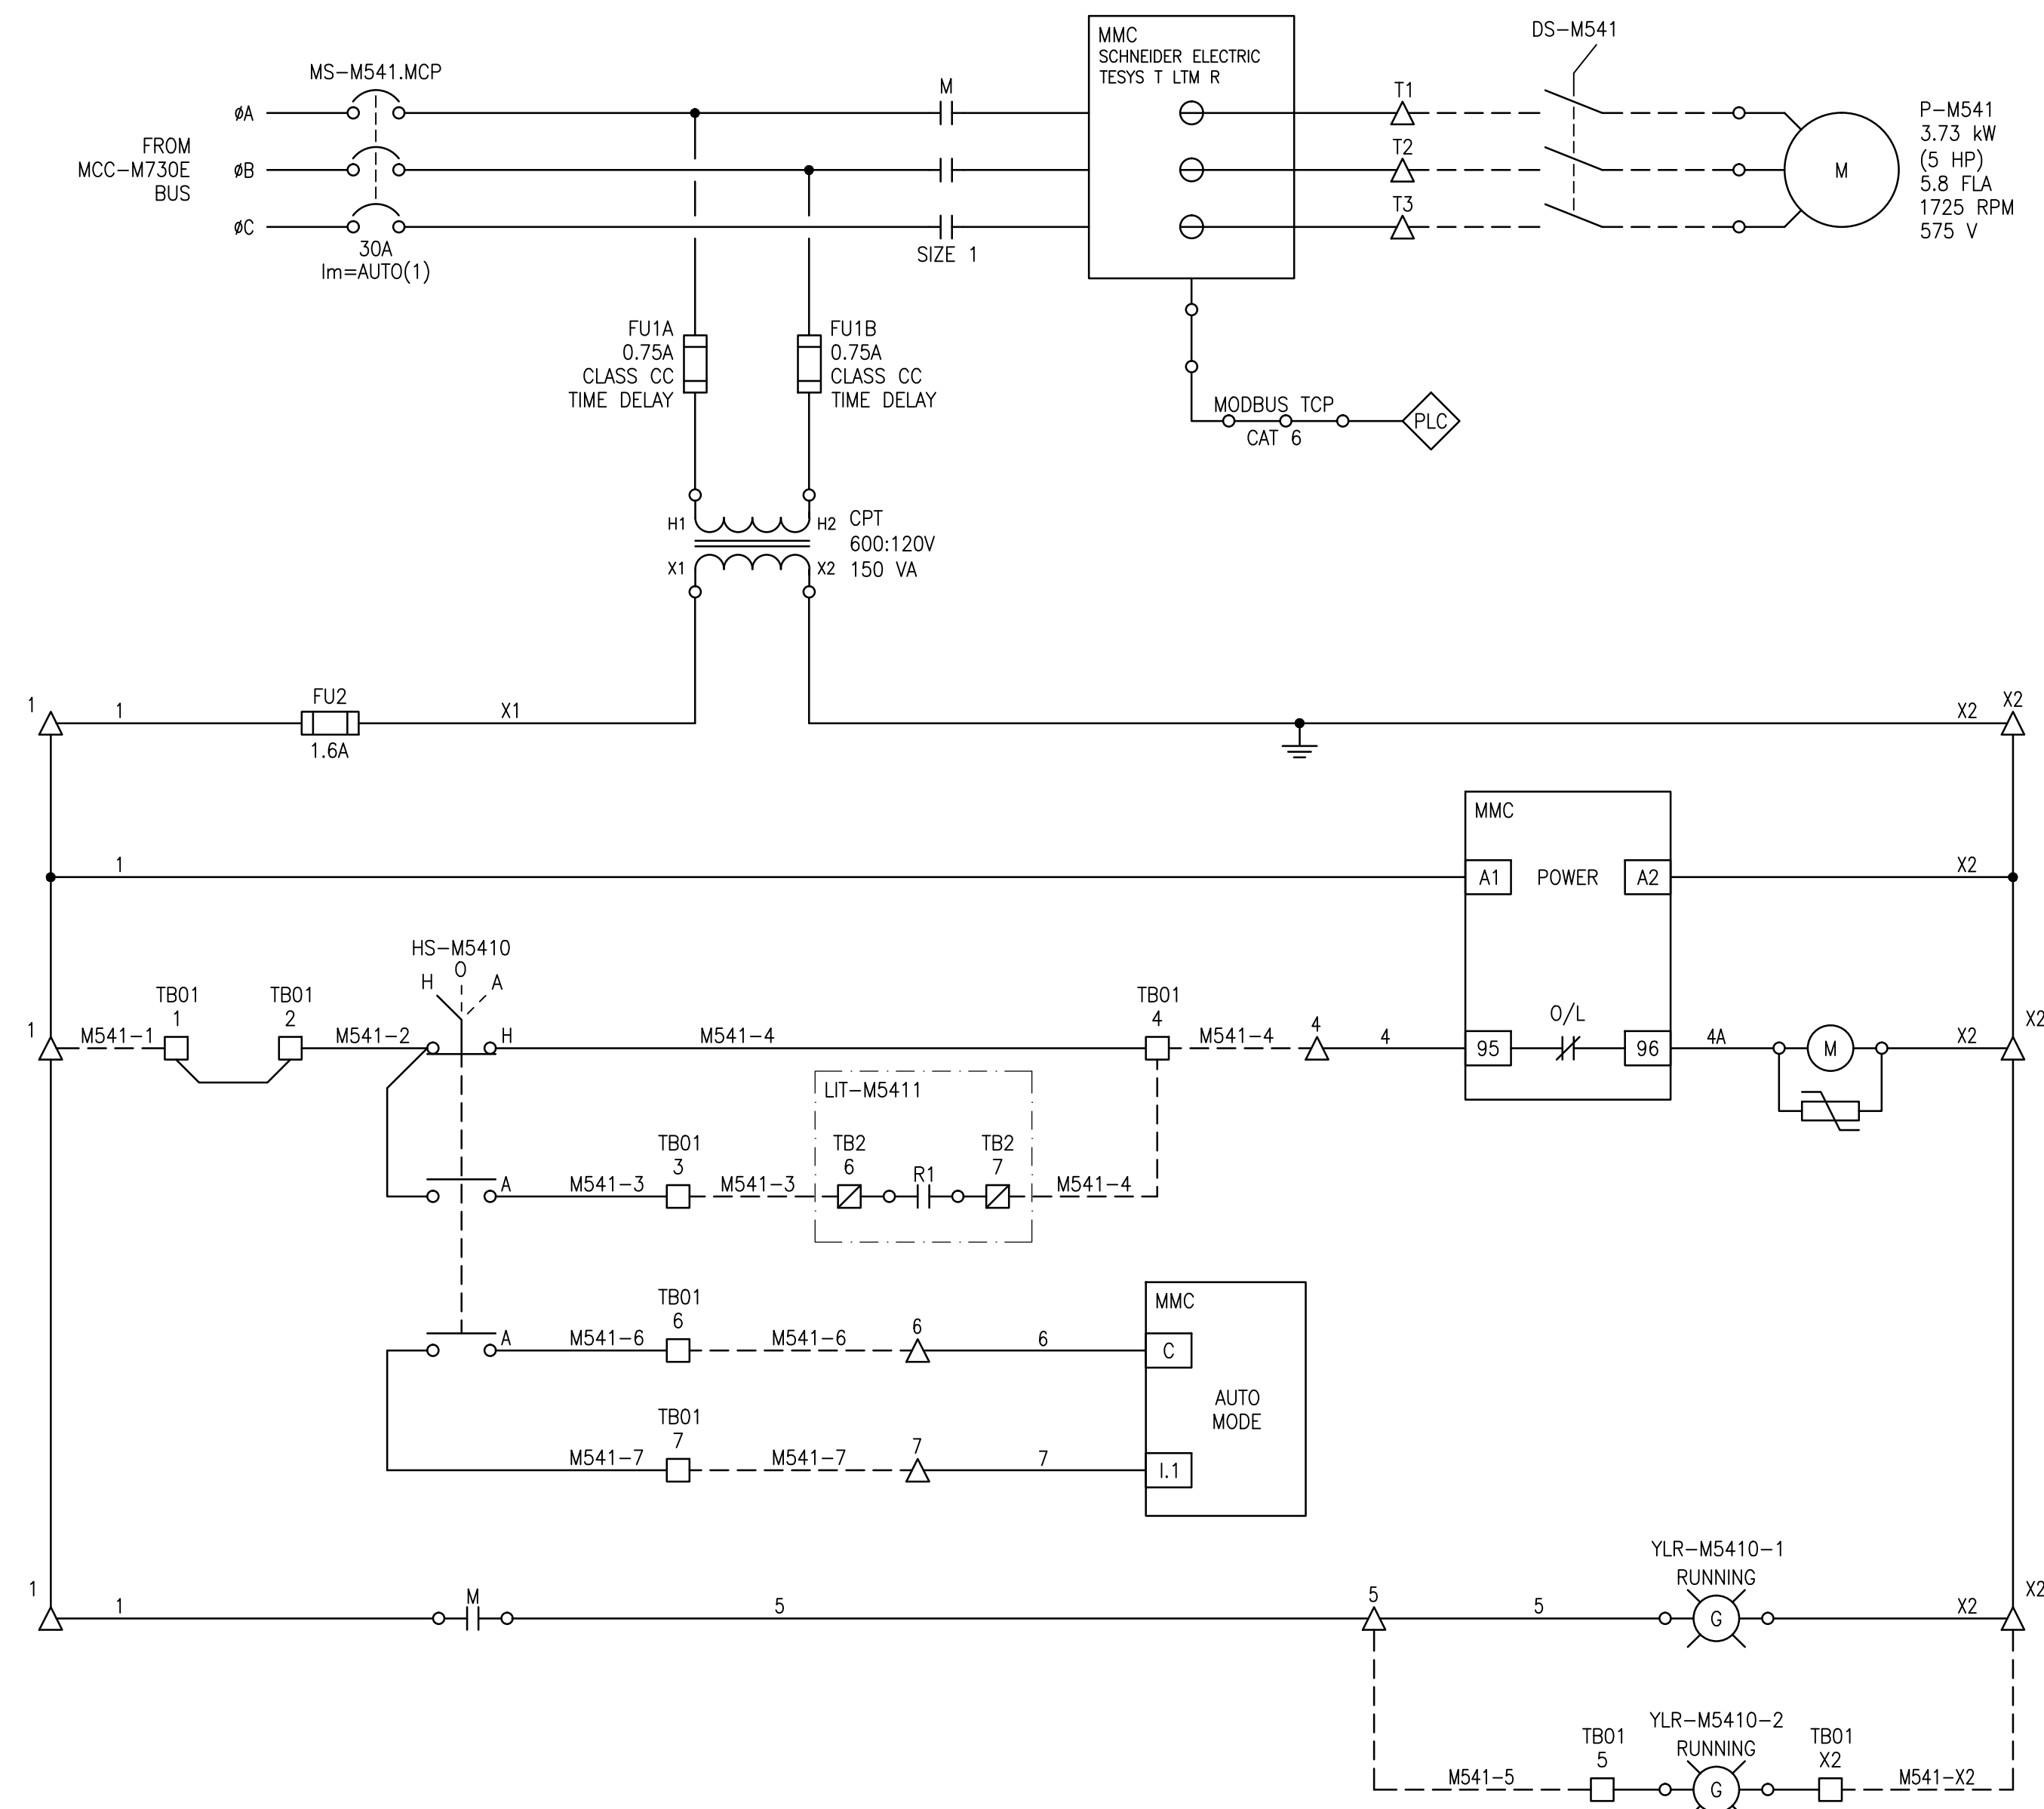 MS-M541.MCP
FROM
MCC-M730E
BUS
øA
øB
øC
30A
Im=AUTO(1)
M
SIZE 1
MMC
SCHNEIDER ELECTRIC
TESYS T LTM R
T1
T2
T3
DS-M541
M
P-M541
3.73 kW
(5 HP)
5.8 FLA
1725 RPM
575 V
FU1A
0.75A
CLASS CC
TIME DELAY
FU1B
0.75A
CLASS CC
TIME DELAY
MODBUS TCP
CAT 6
PLC
H1
H2
X1
X2
CPT
600:120V
150 VA
1
1
FU2
1.6A
X1
X2
X2
MMC
1
A1
POWER
A2
X2
HS-M5410
H
O
A
1
M541-1
TB01
1
TB01
2
M541-2
H
M541-4
TB01
4
M541-4
4
4
95
O/L
96
4A
M
X2
X2
LIT-M5411
A
M541-3
TB01
3
M541-3
TB2
6
R1
TB2
7
M541-4
A
M541-6
TB01
6
M541-6
6
6
MMC
C
AUTO
MODE
M541-7
TB01
7
M541-7
7
7
I.1
1
1
M
5
5
5
YLR-M5410-1
RUNNING
G
X2
X2
M541-5
TB01
5
YLR-M5410-2
RUNNING
G
TB01
X2
M541-X2